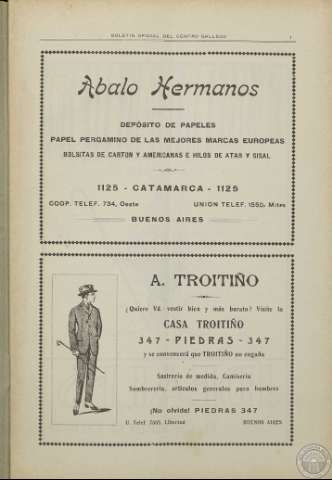 BOLETIN OFICIAL DEL CENTRO GALLEGO
Abalo Hermanos
DEPÓSITO DE PAPELES
PAPEL PERGAMINO DE LAS MEJORES MARCAS EUROPEAS
BOLSITAS DE CARTON Y AMERICANAS E HILOS DE ATAR Y SISAL
1125 - CATAMARCA - 1125
COOP. TELEF. 734, Oeste UNION TELEF. 1550, Mitre
BUENOS AIRES
A. TROITIÑO
¿Quiere Vd. vestir bien y más barato? Visite la
CASA TROITIÑO
347 - PIEDRAS - 347
y se convencerá que TROITIÑO no engaña
Sastrería de medida, Camisería
Sombrerería, artículos generales para hombres
¡No olvide! PIEDRAS 347
U. Telef. Libertad BUENOS AIRES